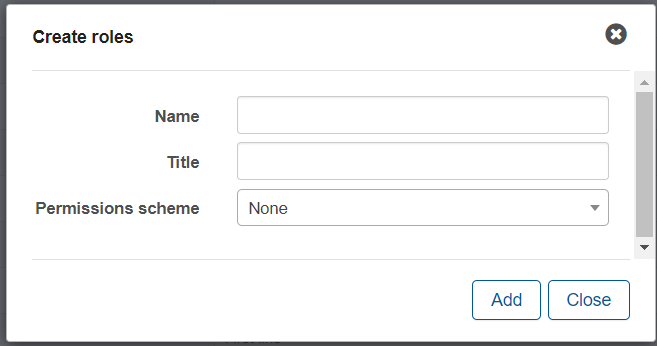 Create roles
Name
Title
Permissions scheme
None
Add
Close